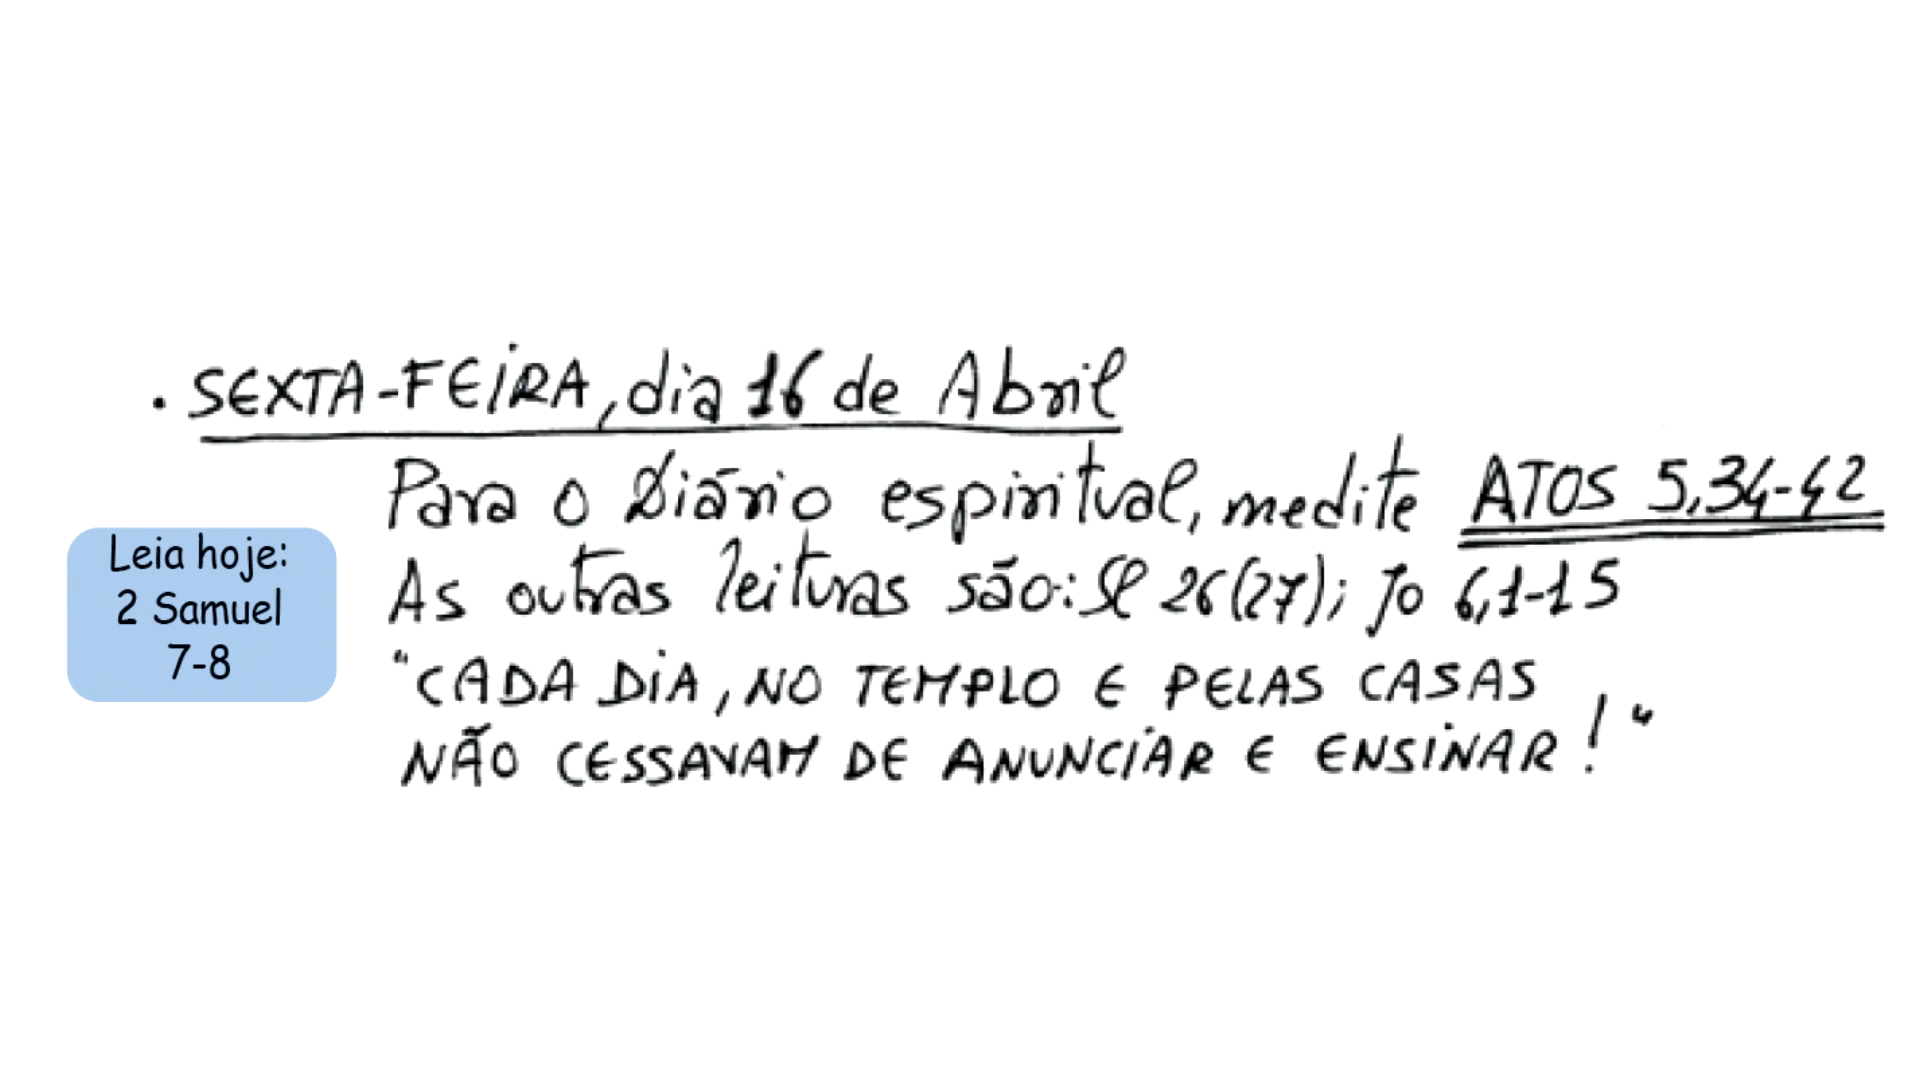 . SEXTA-FEIRA, dia 16 de Abril
Para o Diário espiritual, medite ATOS 5,34-42
Leia hoje:
2 Samuel
7-8
As outras leituras são: Sl 26(27); Jo 6,1-15
"CADA DIA, NO TEMPLO E PELAS CASAS
NÃO CESSAVAM DE ANUNCIAR E ENSINAR!"